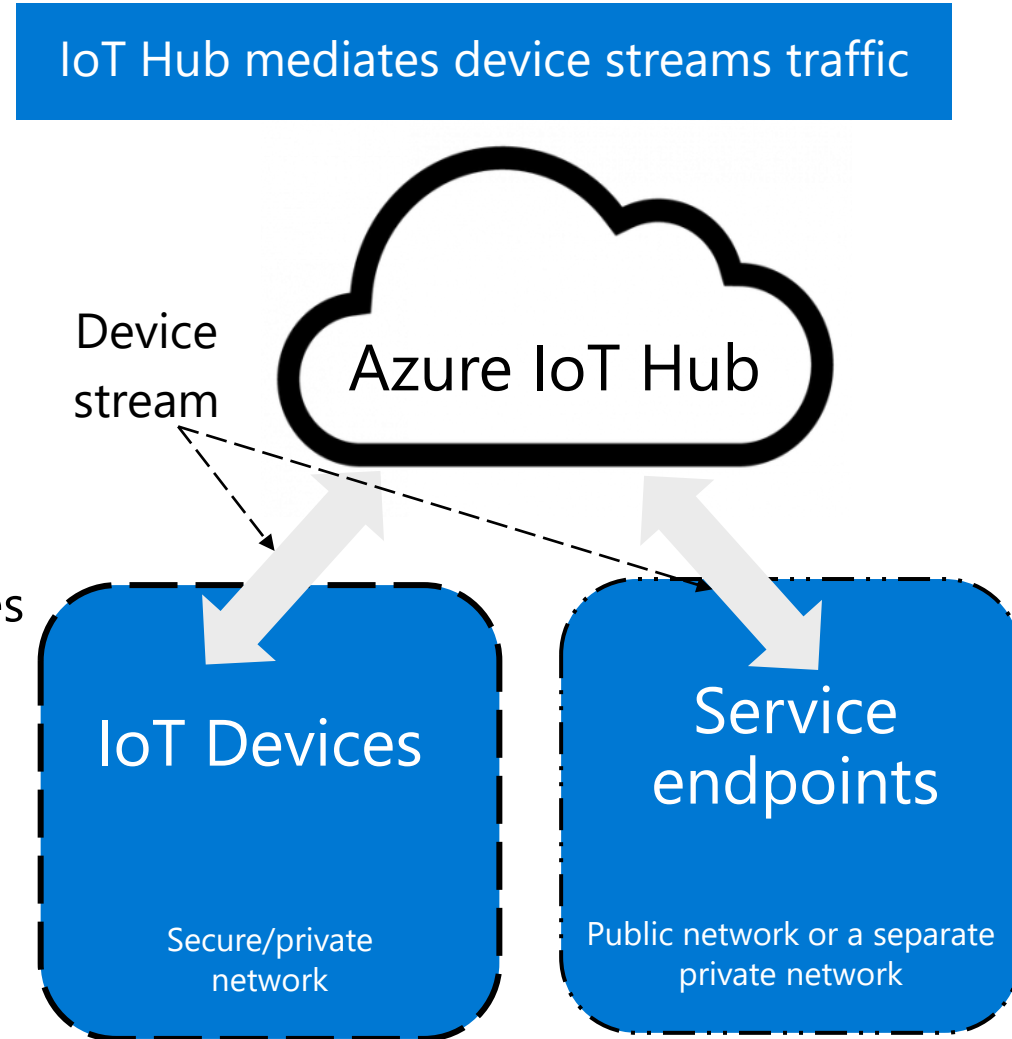 IoT Hub mediates device streams traffic
Device
stream
Azure IoT Hub
es
IoT Devices
Secure/private
network
Service
endpoints
Public network or a separate
private network